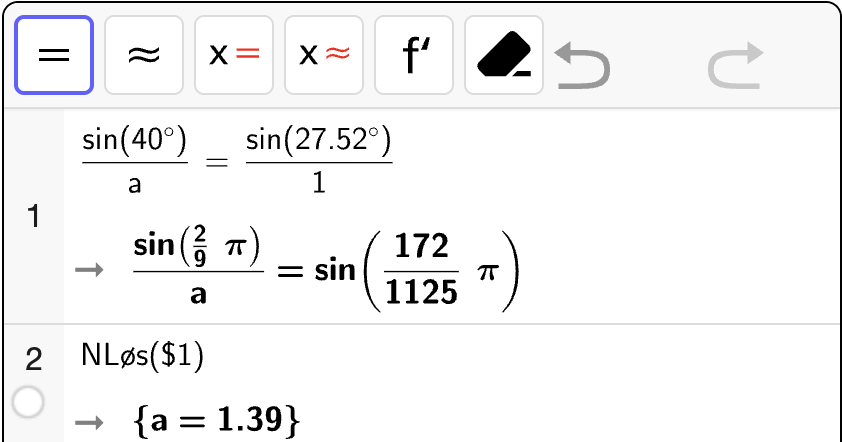 = ≈ x= x≈ f′
1
sin(40°)/a = sin(27.52°)/1
→ sin(2/9 π)/a = sin(172/1125 π)
2 NLøs($1)
→ {a = 1.39}